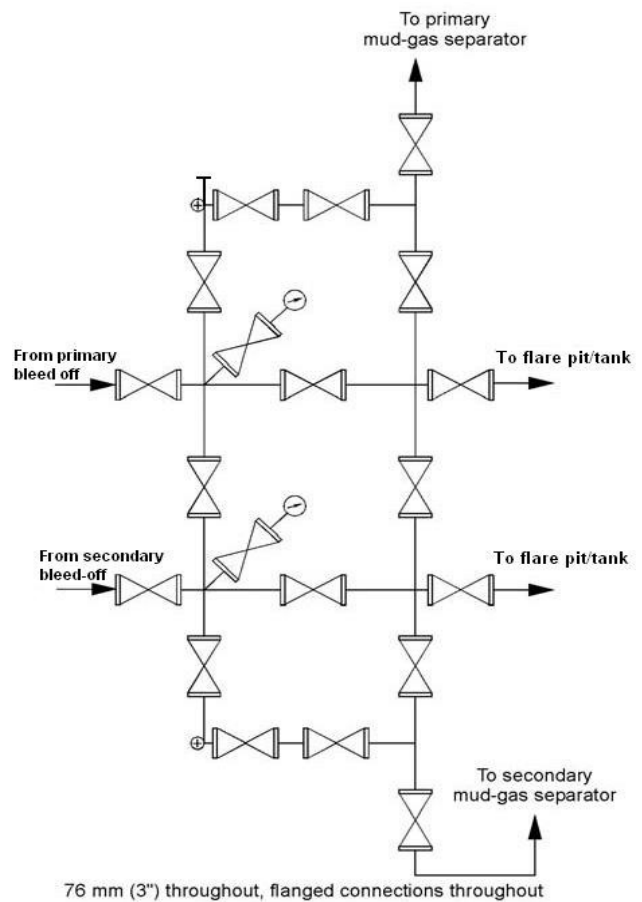 To primary
mud-gas separator
From primary
bleed off
To flare pit/tank
From secondary
bleed-off
To flare pit/tank
To secondary
mud-gas separator
76 mm (3") throughout, flanged connections throughout